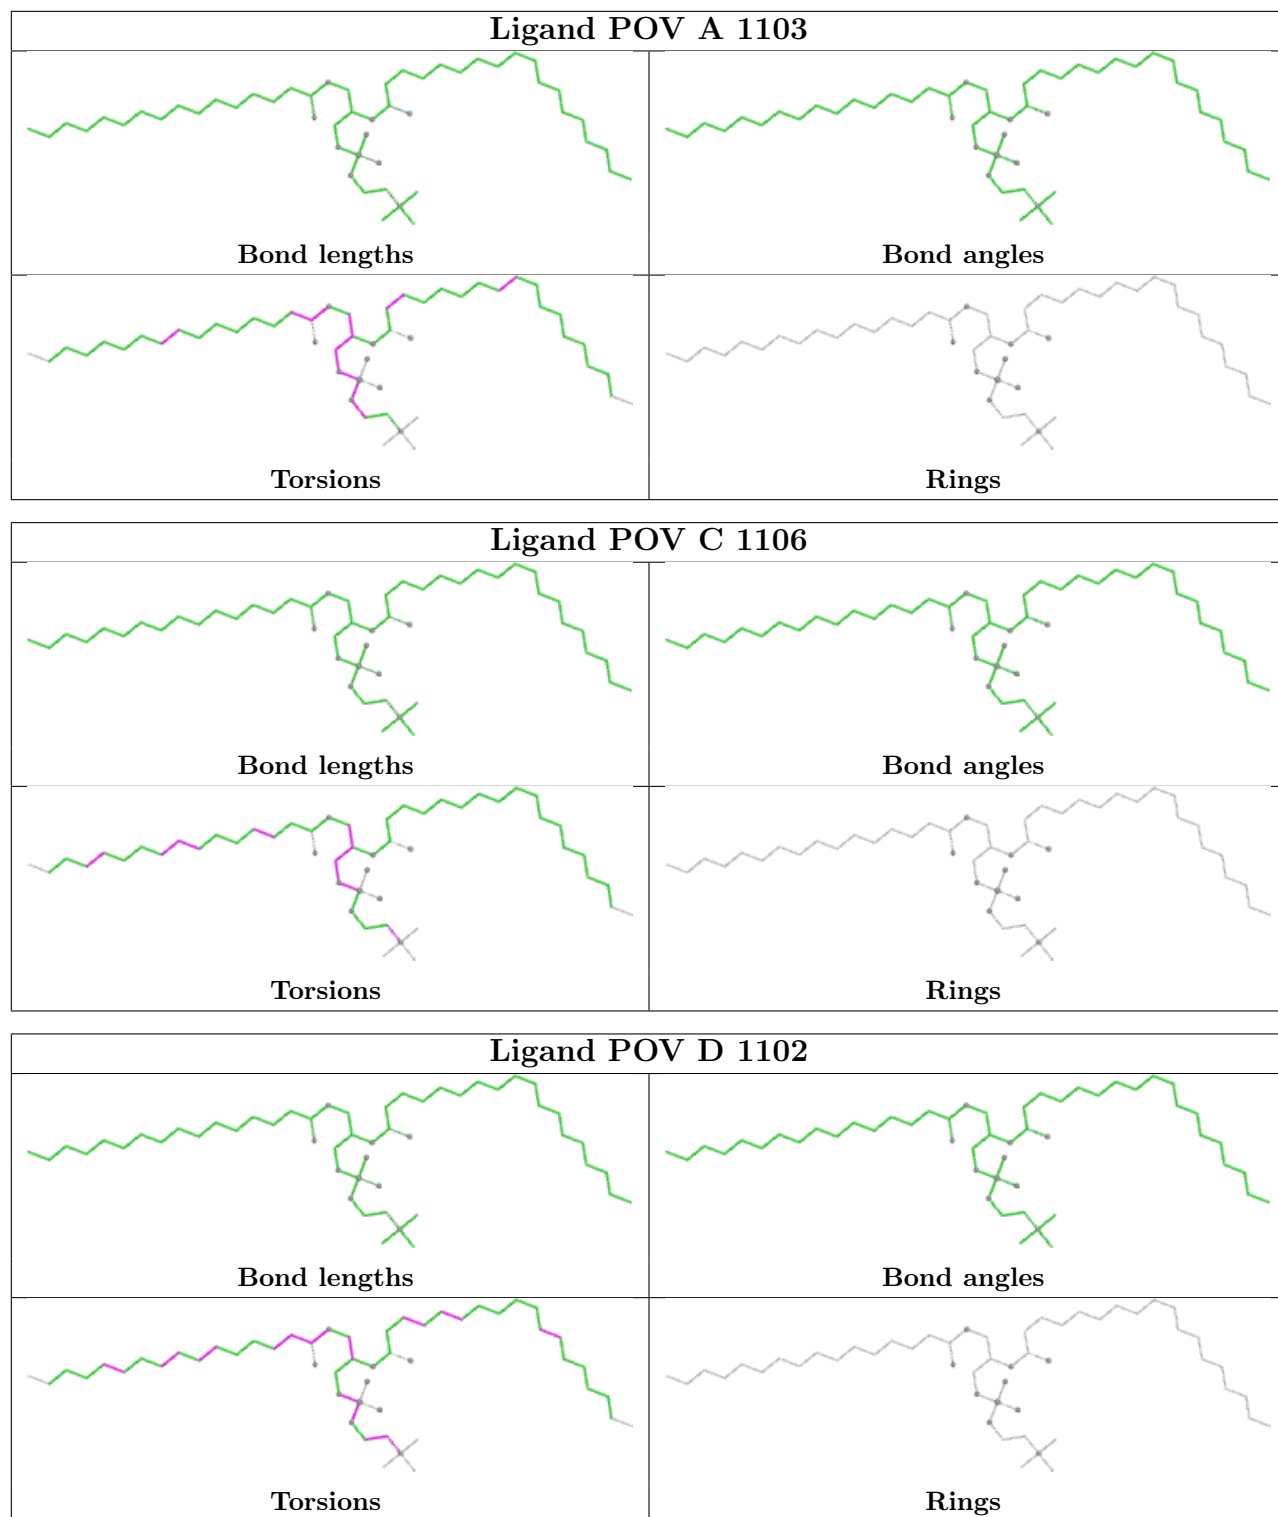 Ligand POV A 1103
Bond lengths
Bond angles
Torsions
Rings
Ligand POV C 1106
Bond lengths
Bond angles
Torsions
Rings
Ligand POV D 1102
Bond lengths
Bond angles
Torsions
Rings